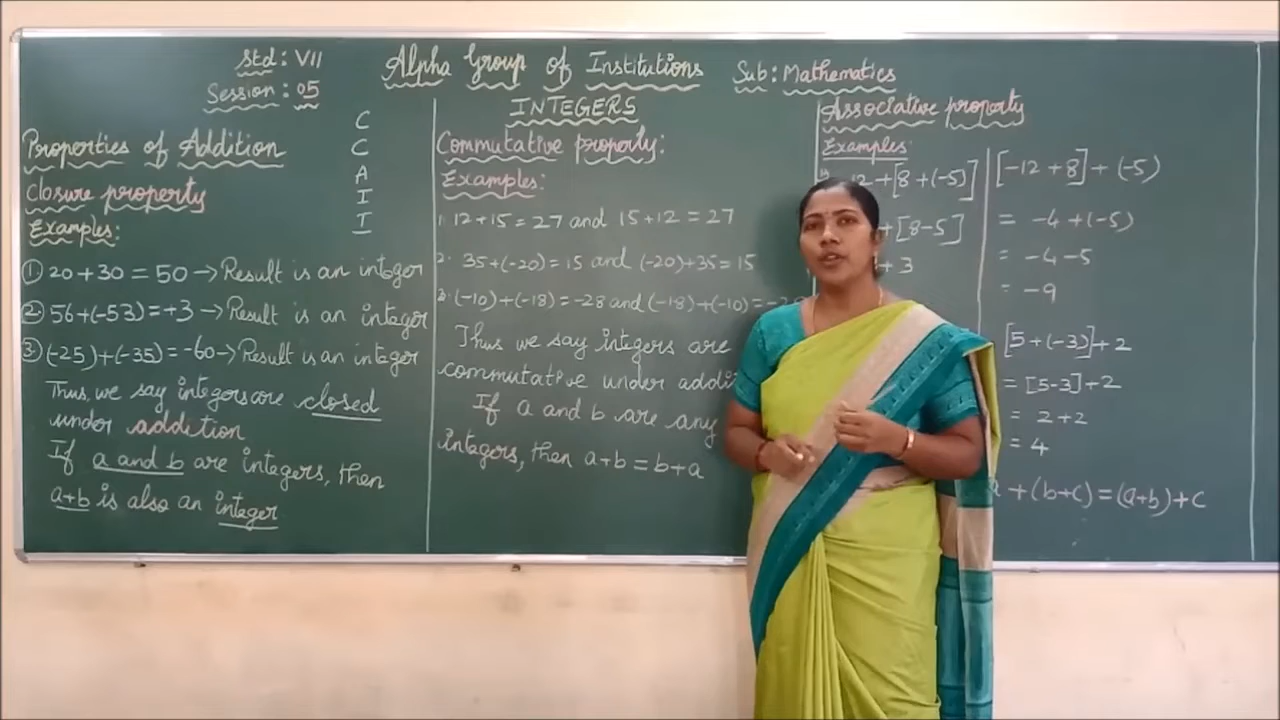 Std: VII
Alpha Group of Institutions
Sub: Mathematics
Session: 05
Properties of Addition
C
C
A
I
I
Closure property
Examples:
① 20+30 = 50 → Result is an integer
② 56+(-53) = +3 → Result is an integer
③ (-25)+(-35) = -60 → Result is an integer
Thus, we say integers are closed
under addition
If a and b are integers, then
a+b is also an integer
INTEGERS
Commutative property:
Examples:
1. 12+15 = 27 and 15+12 = 27
2. 35+(-20) = 15 and (-20)+35 = 15
3. (-10)+(-18) = -28 and (-18)+(-10) =
Thus we say integers are
commutative under
If a and b are any
integers, then a+b = b+a
Associative property
Examples:
12+[8+(-5)]
+[8-5]
+ 3
[-12+8]+(-5)
= -4+(-5)
= -4-5
= -9
[5+(-3)]+2
= [5-3]+2
= 2+2
= 4
+(b+c) = (a+b)+c